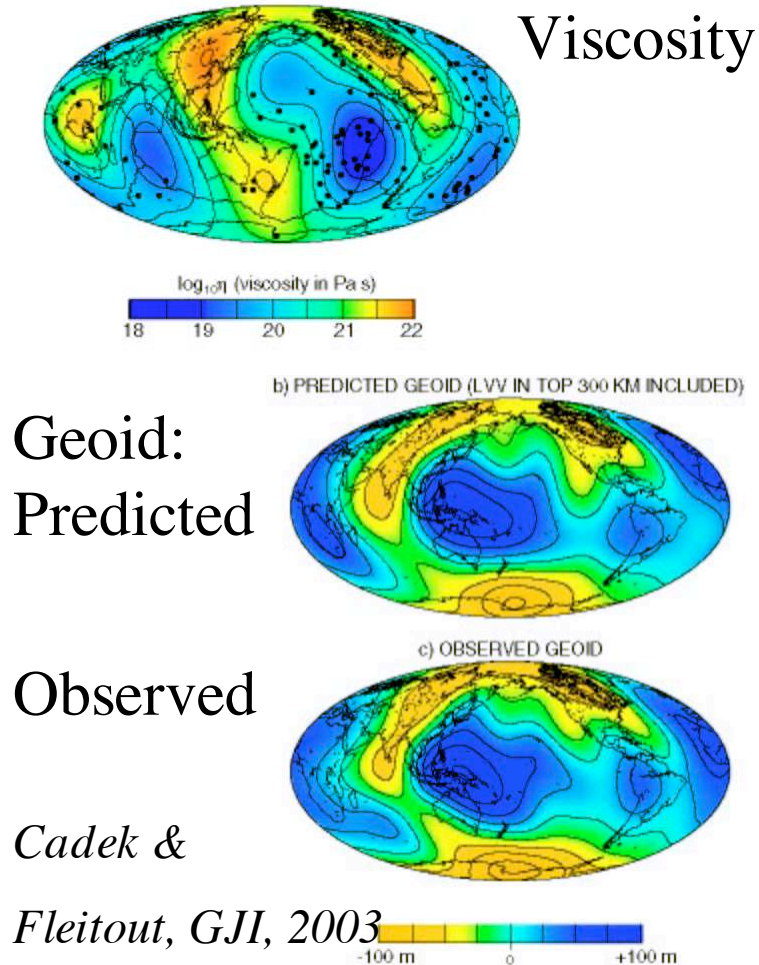 Viscosity
log₁₀η (viscosity in Pa s)
18 19 20 21 22
b) PREDICTED GEOID (LVV IN TOP 300 KM INCLUDED)
Geoid:
Predicted
c) OBSERVED GEOID
Observed
Cadek &
Fleitout, GJI, 2003
-100 m 0 +100 m